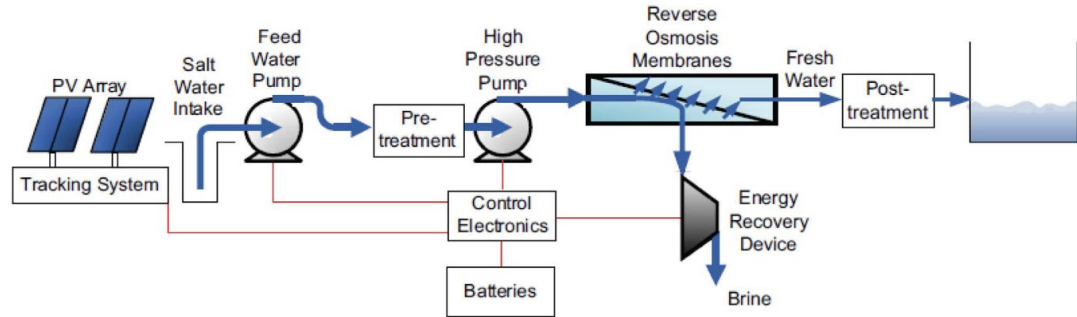 PV Array
Salt
Water
Intake
Feed
Water
Pump
High
Pressure
Pump
Reverse
Osmosis
Membranes
Fresh
Water
Post-
treatment
Pre-
treatment
Tracking System
Control
Electronics
Energy
Recovery
Device
Batteries
Brine